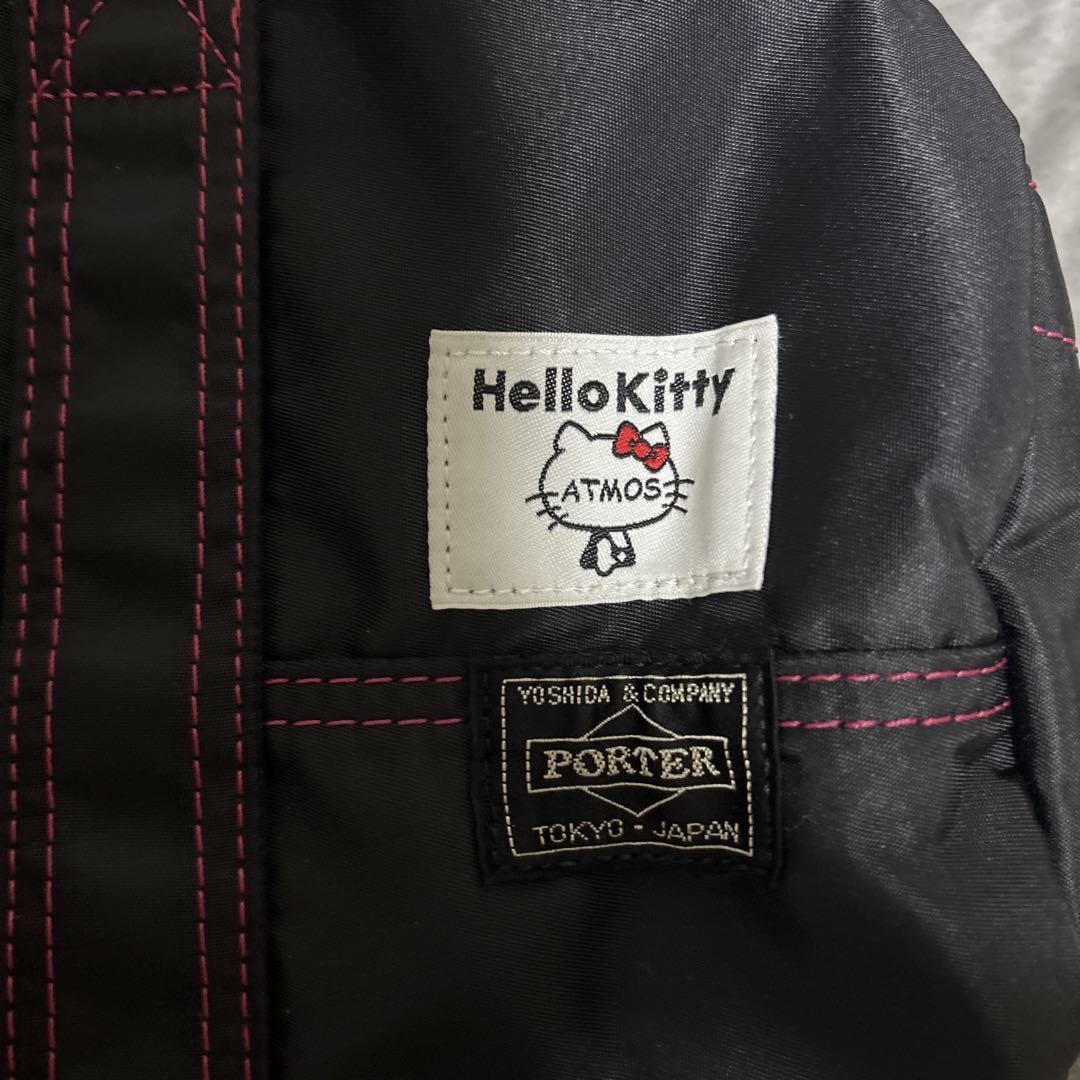 HelloKitty
ATMOS
YOSHIDA & COMPANY
PORTER
TOKYO - JAPAN